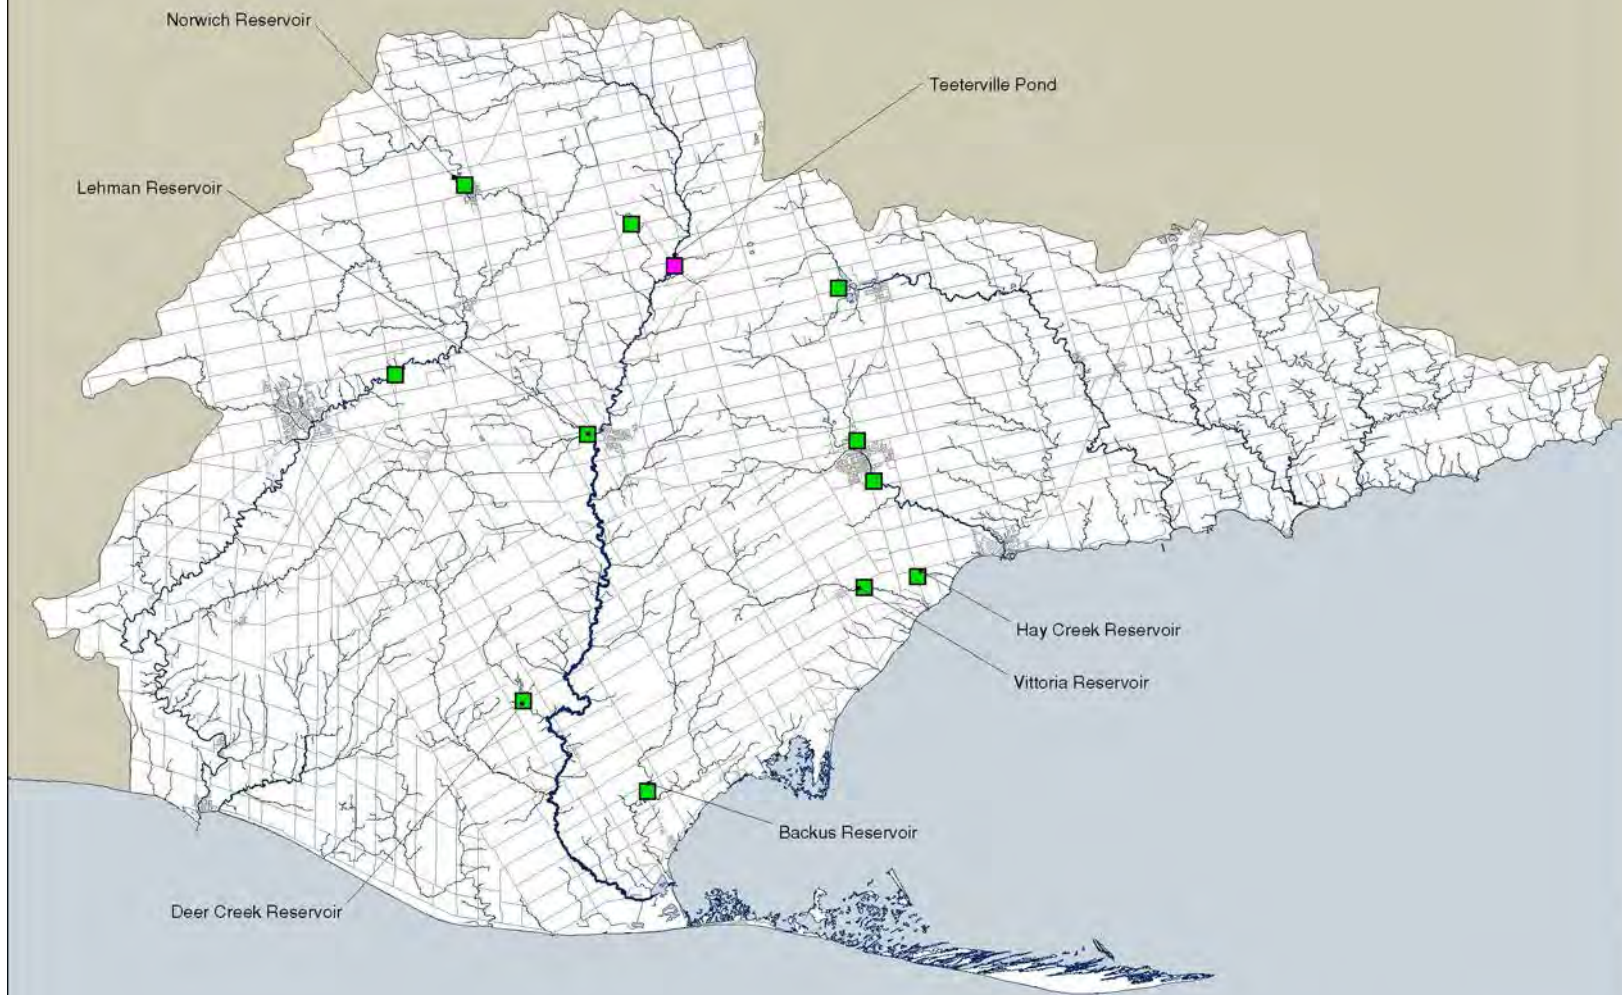 Norwich Reservoir
Teeterville Pond
Lehman Reservoir
Hay Creek Reservoir
Vittoria Reservoir
Backus Reservoir
Deer Creek Reservoir